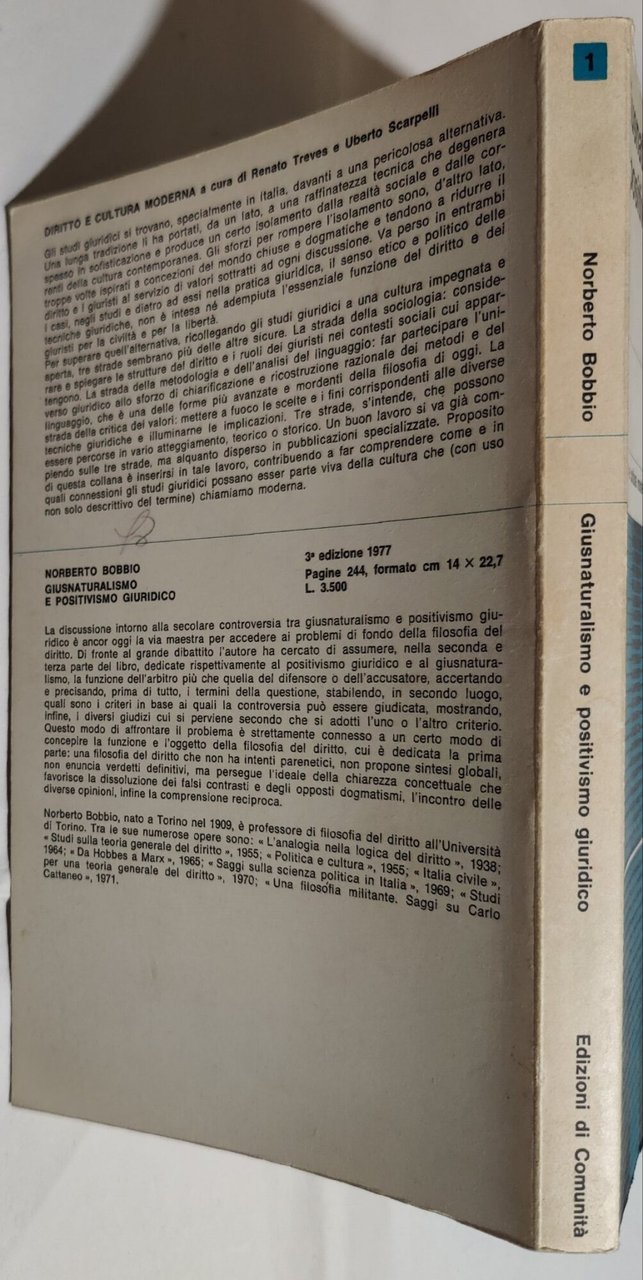 DIRITTO E CULTURA MODERNA a cura di Renato Treves e Uberto Scarpelli
Gli studi giuridici si trovano, specialmente in Italia, davanti a una pericolosa alternativa.
Una lunga tradizione li ha portati, da un lato, a una raffinatezza tecnica che degenera
spesso in sofisticazione e produce un certo isolamento dalla realtà sociale e dalle cor-
renti della cultura contemporanea. Gli sforzi per rompere l'isolamento sono, d'altro lato,
troppe volte ispirati a concezioni del mondo chiuse e dogmatiche e tendono a ridurre il
diritto e i giuristi al servizio di valori sottratti ad ogni discussione. Va perso in entrambi
i casi, negli studi e dietro ad essi nella pratica giuridica, il senso etico e politico delle
tecniche giuridiche, non è intesa né adempiuta l'essenziale funzione del diritto e dei
giuristi per la civiltà e per la libertà.
Per superare quell'alternativa, ricollegando gli studi giuridici a una cultura impegnata e
aperta, tre strade sembrano più delle altre sicure. La strada della sociologia: conside-
rare e spiegare le strutture del diritto e i ruoli dei giuristi nei contesti sociali cui appar-
tengono. La strada della metodologia e dell'analisi del linguaggio: far partecipare l'uni-
verso giuridico allo sforzo di chiarificazione e ricostruzione razionale dei metodi e del
linguaggio, che è una delle forme più avanzate e mordenti della filosofia di oggi. La
strada della critica dei valori: mettere a fuoco le scelte e i fini corrispondenti alle diverse
tecniche giuridiche e illuminarne le implicazioni. Tre strade, s'intende, che possono
essere percorse in vario atteggiamento, teorico o storico. Un buon lavoro si va già com-
piendo sulle tre strade, ma alquanto disperso in pubblicazioni specializzate. Proposito
di questa collana è inserirsi in tale lavoro, contribuendo a far comprendere come e in
quali connessioni gli studi giuridici possano esser parte viva della cultura che (con uso
non solo descrittivo del termine) chiamiamo moderna.
NORBERTO BOBBIO
GIUSNATURALISMO
E POSITIVISMO GIURIDICO
3ª edizione 1977
Pagine 244, formato cm 14 × 22,7
L. 3.500
La discussione intorno alla secolare controversia tra giusnaturalismo e positivismo giu-
ridico è ancor oggi la via maestra per accedere ai problemi di fondo della filosofia del
diritto. Di fronte al grande dibattito l'autore ha cercato di assumere, nella seconda e
terza parte del libro, dedicate rispettivamente al positivismo giuridico e al giusnatura-
lismo, la funzione dell'arbitro più che quella del difensore o dell'accusatore, accertando
e precisando, prima di tutto, i termini della questione, stabilendo, in secondo luogo,
quali sono i criteri in base ai quali la controversia può essere giudicata, mostrando,
infine, i diversi giudizi cui si perviene secondo che si adotti l'uno o l'altro criterio.
Questo modo di affrontare il problema è strettamente connesso a un certo modo di
concepire la funzione e l'oggetto della filosofia del diritto, cui è dedicata la prima
parte: una filosofia del diritto che non ha intenti parenetici, non propone sintesi globali,
non enuncia verdetti definitivi, ma persegue l'ideale della chiarezza concettuale che
favorisce la dissoluzione dei falsi contrasti e degli opposti dogmatismi, l'incontro delle
diverse opinioni, infine la comprensione reciproca.
Norberto Bobbio, nato a Torino nel 1909, è professore di filosofia del diritto all'Università
di Torino. Tra le sue numerose opere sono: « L'analogia nella logica del diritto », 1938;
« Studi sulla teoria generale del diritto », 1955; « Politica e cultura », 1955; « Italia civile »,
1964; « Da Hobbes a Marx », 1965; « Saggi sulla scienza politica in Italia », 1969; « Studi
per una teoria generale del diritto », 1970; « Una filosofia militante. Saggi su Carlo
Cattaneo », 1971.
1
Norberto Bobbio
Giusnaturalismo e positivismo giuridico
Edizioni di Comunità